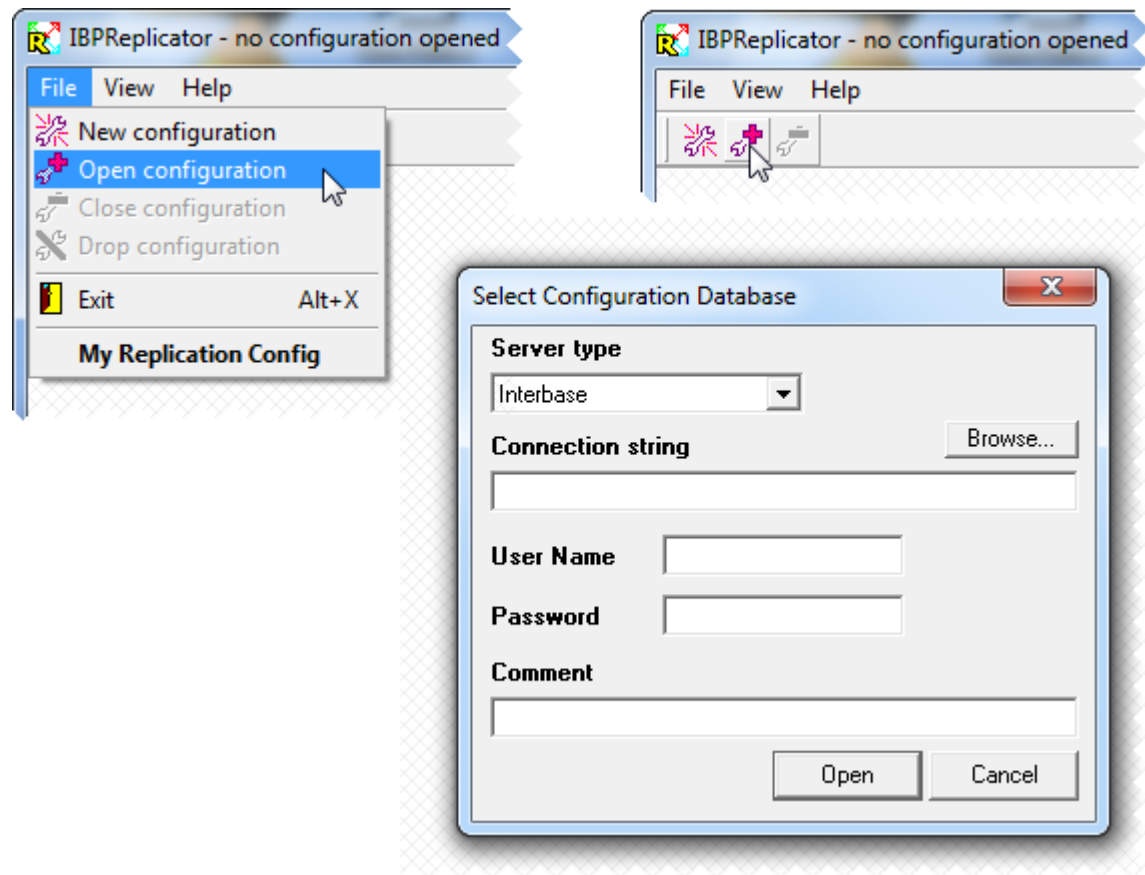 IBPReplicator - no configuration opened
File View Help
New configuration
Open configuration
Close configuration
Drop configuration
Exit Alt+X
My Replication Config
IBPReplicator - no configuration opened
File View Help
Select Configuration Database
Server type
Interbase
Connection string
Browse...
User Name
Password
Comment
Open Cancel